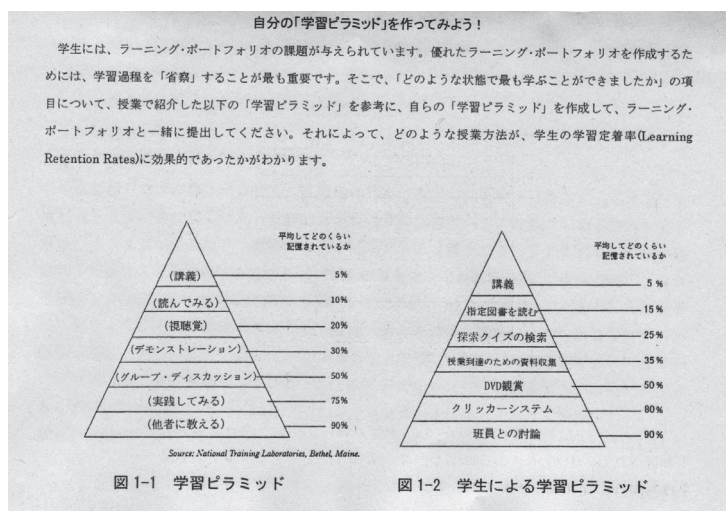 自分の「学習ピラミッド」を作ってみよう！
学生には、ラーニング・ポートフォリオの課題が与えられています。優れたラーニング・ポートフォリオを作成するた
めには、学習過程を「省察」することが最も重要です。そこで、「どのような状態で最も学ぶことができましたか」の項
目について、授業で紹介した以下の「学習ピラミッド」を参考に、自らの「学習ピラミッド」を作成して、ラーニング・
ポートフォリオと一緒に提出してください。それによって、どのような授業方法が、学生の学習定着率(Learning
Retention Rates)に効果的であったかがわかります。
平均してどのくらい
記憶されているか
(講義) 5%
(読んでみる) 10%
(視聴覚) 20%
(デモンストレーション) 30%
(グループ・ディスカッション) 50%
(実践してみる) 75%
(他者に教える) 90%
Source: National Training Laboratories, Bethel, Maine.
図 1-1 学習ピラミッド
平均してどのくらい
記憶されているか
講義 5%
指定図書を読む 15%
探索クイズの検索 25%
授業到達のための資料収集 35%
DVD観賞 50%
クリッカーシステム 80%
班員との討論 90%
図 1-2 学生による学習ピラミッド